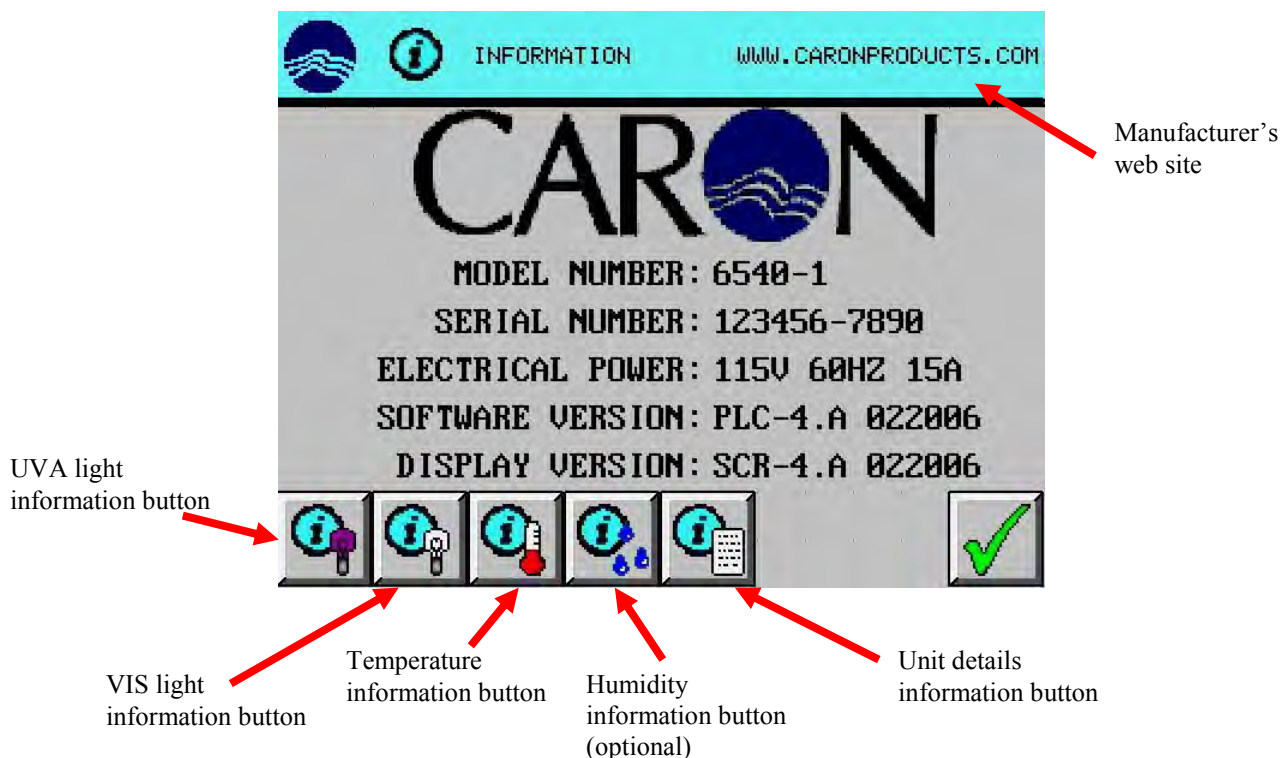 INFORMATION WWW.CARONPRODUCTS.COM
CARON
MODEL NUMBER: 6540-1
SERIAL NUMBER: 123456-7890
ELECTRICAL POWER: 115V 60HZ 15A
SOFTWARE VERSION: PLC-4.A 022006
DISPLAY VERSION: SCR-4.A 022006
Manufacturer’s
web site
UVA light
information button
VIS light
information button
Temperature
information button
Humidity
information button
(optional)
Unit details
information button